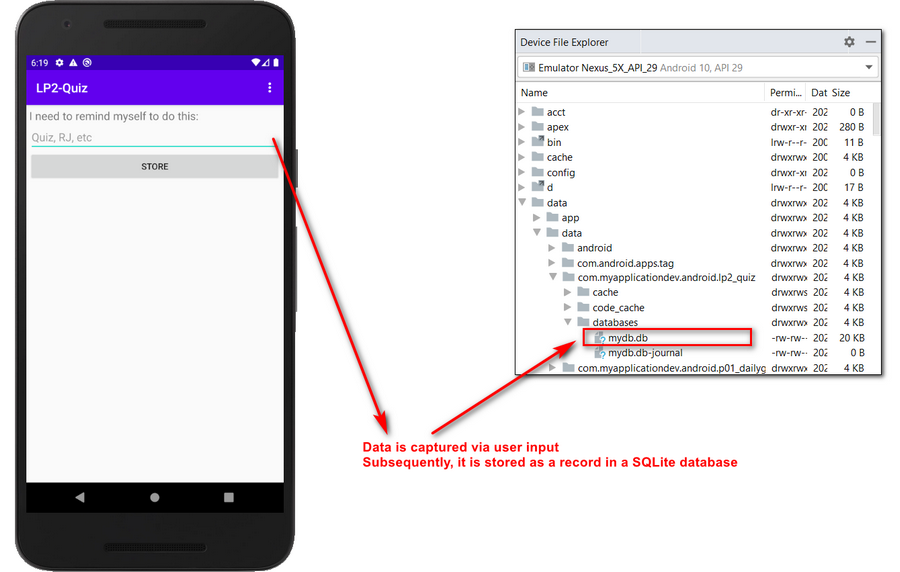 6:19
LP2-Quiz
I need to remind myself to do this:
Quiz, RJ, etc
STORE
Device File Explorer
Emulator Nexus_5X_API_29 Android 10, API 29
Name Permi... Dat Size
acct dr-xr-xr- 202 0 B
apex drwxr-xr 202 280 B
bin lrw-r--r-- 200 11 B
cache drwxrwx 202 4 KB
config drwxr-xr 202 0 B
d lrw-r--r-- 200 17 B
data drwxrwx 202 4 KB
app drwxrwx 202 4 KB
data drwxrwx 202 4 KB
android drwxrwx 202 4 KB
com.android.apps.tag drwxrwx 202 4 KB
com.myapplicationdev.android.lp2_quiz drwxrwx 202 4 KB
cache drwxrws 202 4 KB
code_cache drwxrws 202 4 KB
databases drwxrwx 202 4 KB
mydb.db -rw-rw-- 202 20 KB
mydb.db-journal -rw-rw-- 202 0 B
com.myapplicationdev.android.p01_dailyg drwxrwx 202 4 KB
Data is captured via user input
Subsequently, it is stored as a record in a SQLite database